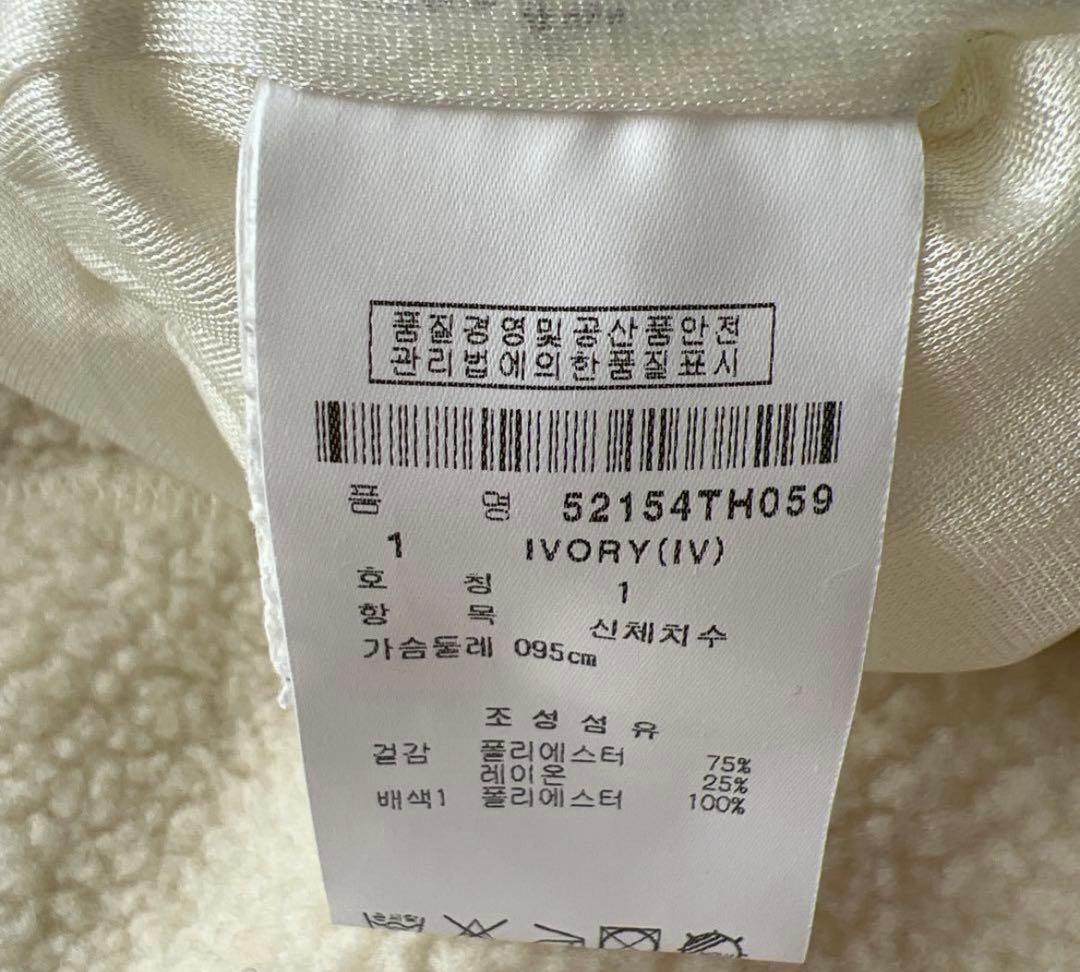 품질경영및공산품안전
관리법에의한품질표시
품 명 52154TH059
1 IVORY(IV)
호 칭 1
항 목 신체치수
가슴둘레 095cm
조성섬유
겉감 폴리에스터 75%
레이온 25%
배색1 폴리에스터 100%